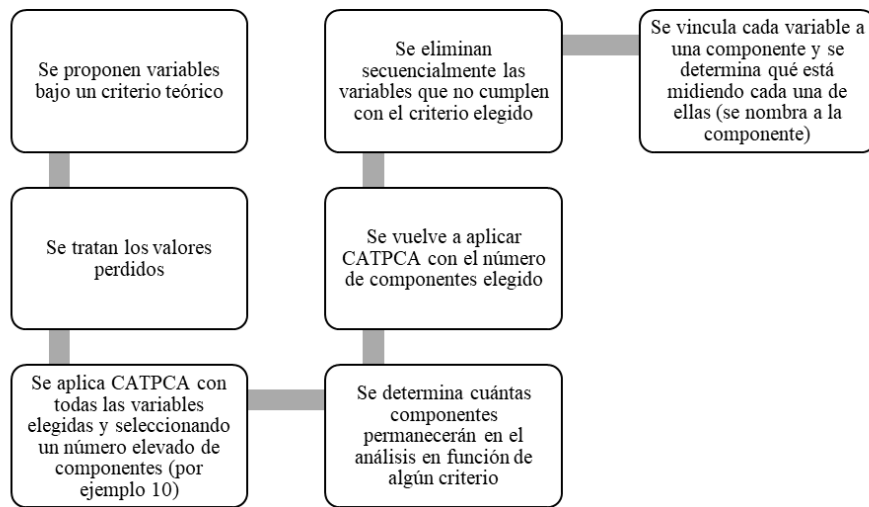 Se proponen variables
bajo un criterio teórico
Se tratan los valores
perdidos
Se aplica CATPCA con
todas las variables
elegidas y seleccionando
un número elevado de
componentes (por
ejemplo 10)
Se determina cuántas
componentes
permanecerán en el
análisis en función de
algún criterio
Se vuelve a aplicar
CATPCA con el número
de componentes elegido
Se eliminan
secuencialmente las
variables que no cumplen
con el criterio elegido
Se vincula cada variable a
una componente y se
determina qué está
midiendo cada una de
ellas (se nombra a la
componente)